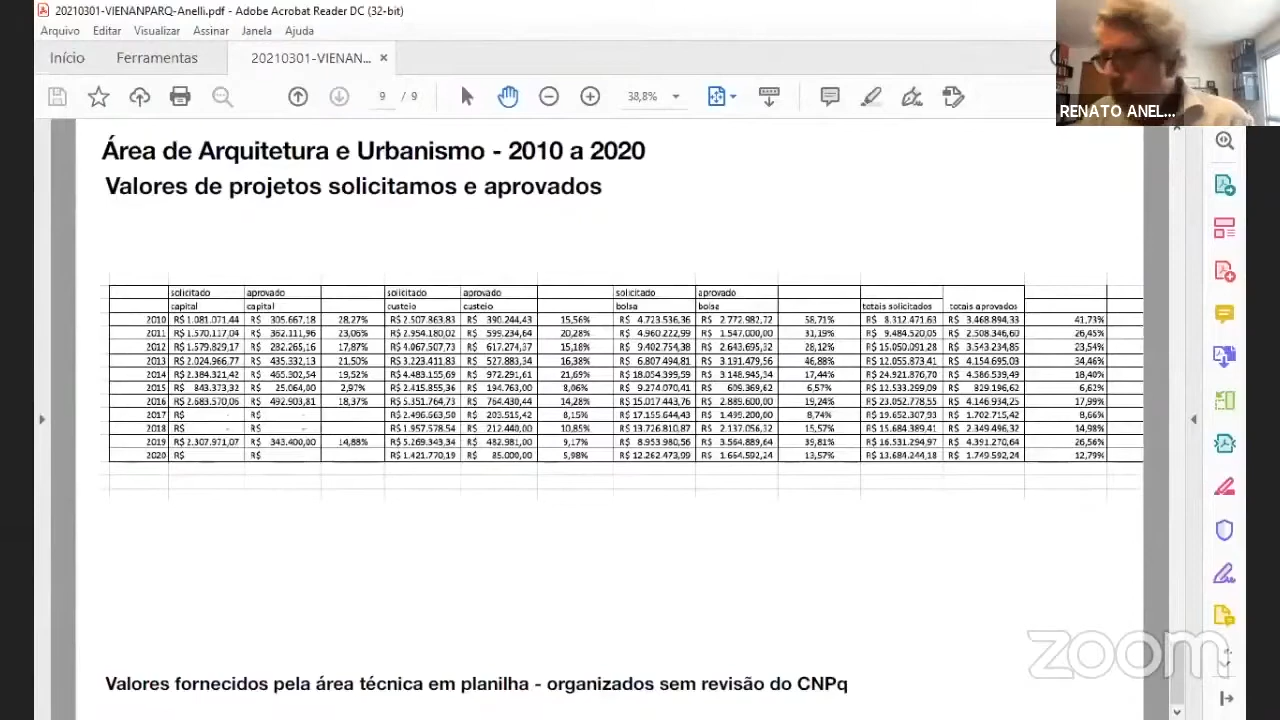 20210301-VIENANPARQ-Anelli.pdf - Adobe Acrobat Reader DC (32-bit)
Arquivo Editar Visualizar Assinar Janela Ajuda
Início Ferramentas 20210301-VIENAN... ×
9 / 9 38,8%
RENATO ANEL...
Área de Arquitetura e Urbanismo - 2010 a 2020
Valores de projetos solicitamos e aprovados
solicitado aprovado solicitado aprovado solicitado aprovado
capital capital custeio custeio bolsa bolsa totais solicitados totais aprovados
2010 R$ 1.081.071,44 R$ 305.667,18 28,27% R$ 2.507.863,83 R$ 390.244,43 15,56% R$ 4.723.536,36 R$ 2.772.982,72 58,71% R$ 8.312.471,63 R$ 3.468.894,33 41,73%
2011 R$ 1.570.117,04 R$ 362.111,96 23,06% R$ 2.954.180,02 R$ 599.234,64 20,28% R$ 4.960.222,99 R$ 1.547.000,00 31,19% R$ 9.484.520,05 R$ 2.508.346,60 26,45%
2012 R$ 1.579.829,17 R$ 282.265,16 17,87% R$ 4.067.507,73 R$ 617.274,37 15,18% R$ 9.402.754,38 R$ 2.643.695,32 28,12% R$ 15.050.091,28 R$ 3.543.234,85 23,54%
2013 R$ 2.024.966,77 R$ 435.332,13 21,50% R$ 3.223.411,83 R$ 527.883,34 16,38% R$ 6.807.494,81 R$ 3.191.479,56 46,88% R$ 12.055.873,41 R$ 4.154.695,03 34,46%
2014 R$ 2.384.321,42 R$ 465.302,54 19,52% R$ 4.483.155,69 R$ 972.291,61 21,69% R$ 18.054.399,59 R$ 3.148.945,34 17,44% R$ 24.921.876,70 R$ 4.586.539,49 18,40%
2015 R$ 843.373,32 R$ 25.064,00 2,97% R$ 2.415.855,36 R$ 194.763,00 8,06% R$ 9.274.070,41 R$ 609.369,62 6,57% R$ 12.533.299,09 R$ 829.196,62 6,62%
2016 R$ 2.683.570,06 R$ 492.903,81 18,37% R$ 5.351.764,73 R$ 764.430,44 14,28% R$ 15.017.443,76 R$ 2.889.600,00 19,24% R$ 23.052.778,55 R$ 4.146.934,25 17,99%
2017 R$ - R$ - R$ 2.496.663,50 R$ 203.515,42 8,15% R$ 17.155.644,43 R$ 1.499.200,00 8,74% R$ 19.652.307,93 R$ 1.702.715,42 8,66%
2018 R$ - R$ - R$ 1.957.578,54 R$ 212.440,00 10,85% R$ 13.726.810,87 R$ 2.137.056,32 15,57% R$ 15.684.389,41 R$ 2.349.496,32 14,98%
2019 R$ 2.307.971,07 R$ 343.400,00 14,88% R$ 5.269.343,34 R$ 482.981,00 9,17% R$ 8.953.980,56 R$ 3.564.889,64 39,81% R$ 16.531.294,97 R$ 4.391.270,64 26,56%
2020 R$ R$ R$ 1.421.770,19 R$ 85.000,00 5,98% R$ 12.262.473,99 R$ 1.664.592,24 13,57% R$ 13.684.244,18 R$ 1.749.592,24 12,79%
zoom
Valores fornecidos pela área técnica em planilha - organizados sem revisão do CNPq